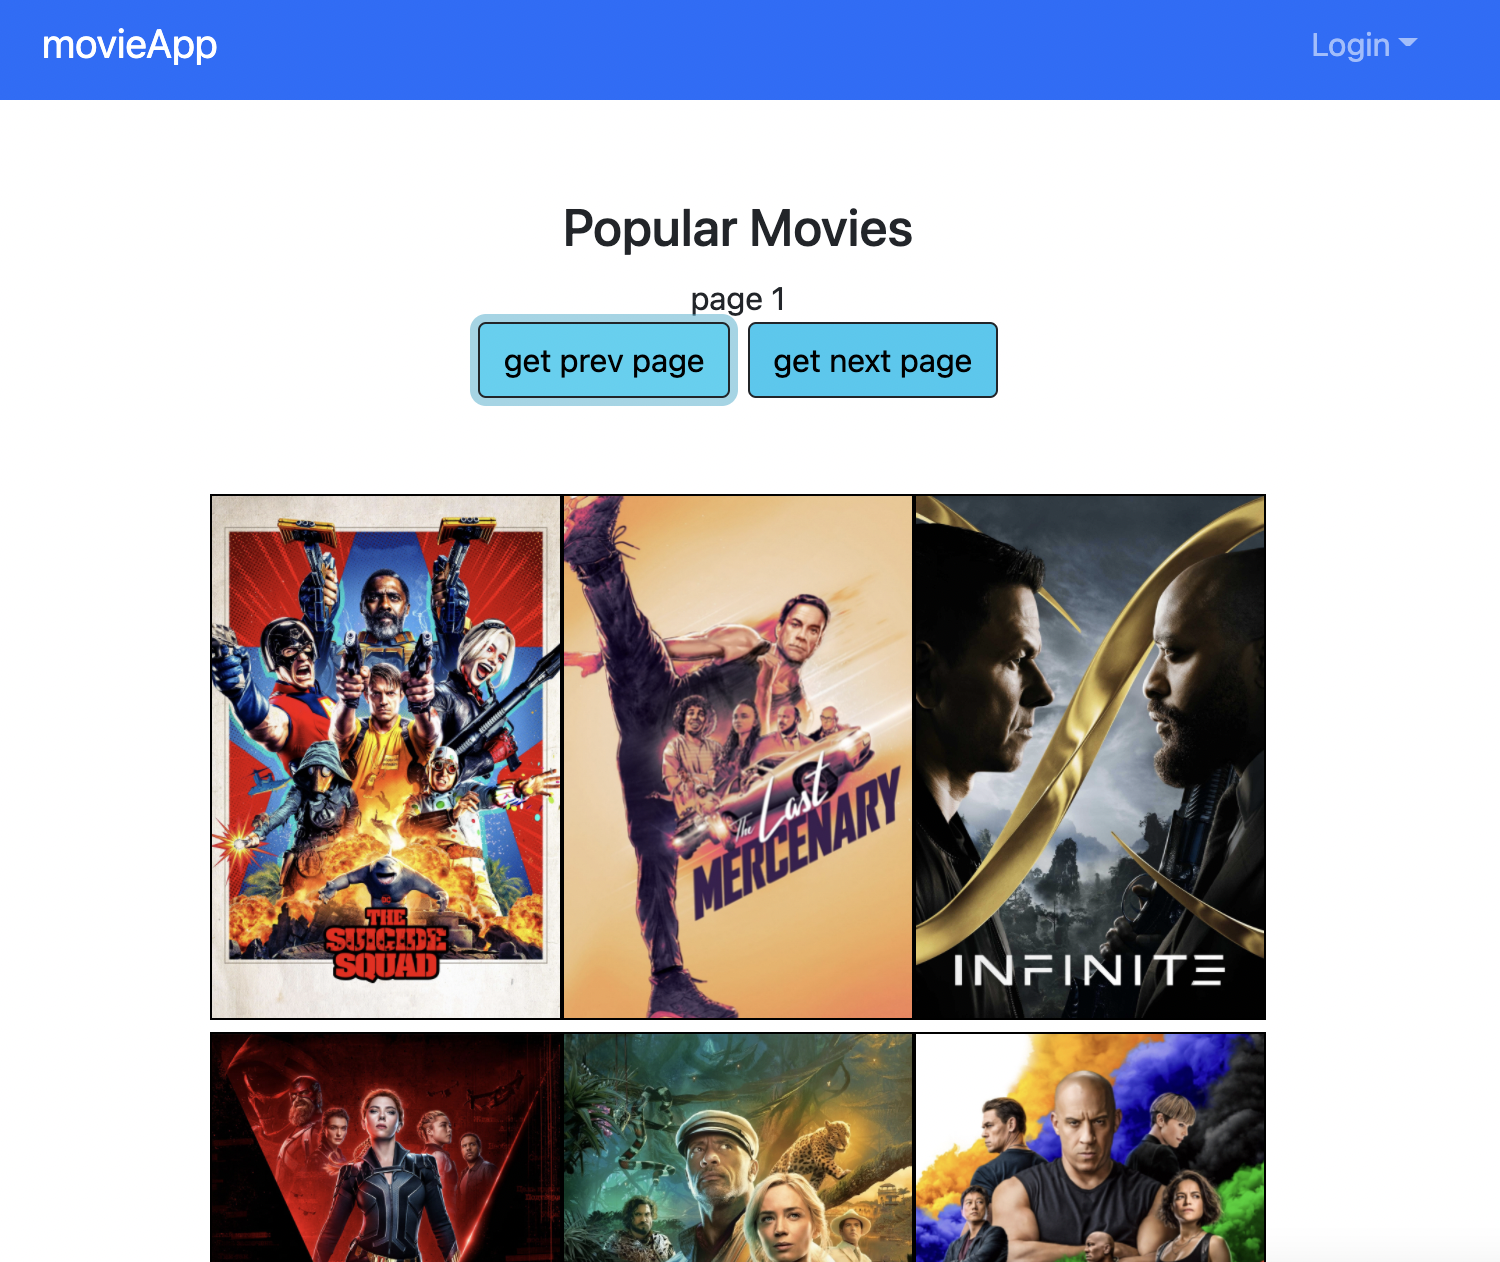 movieApp
Login
Popular Movies
page 1
get prev page
get next page
DC
THE
SUICIDE
SQUAD
The Last
MERCENARY
INFINITE